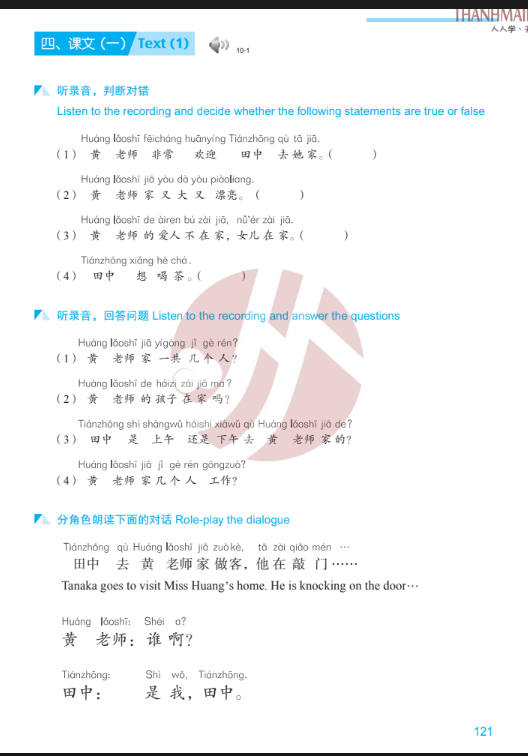 THANHMAI
人人学、
四、课文(一) Text (1) 10-1
听录音，判断对错
Listen to the recording and decide whether the following statements are true or false
Huáng lǎoshī fēicháng huānyíng Tiánzhōng qù tā jiā.
(1) 黄 老师 非常 欢迎 田中 去她家。( )
Huáng lǎoshī jiā yòu dà yòu piàoliang.
(2) 黄 老师家又大又 漂亮。( )
Huáng lǎoshī de àiren bú zài jiā, nǚ'ér zài jiā.
(3) 黄 老师的爱人不在家，女儿在家。( )
Tiánzhōng xiǎng hē chá.
(4) 田中 想 喝茶。( )
听录音，回答问题 Listen to the recording and answer the questions
Huáng lǎoshī jiā yígòng jǐ gè rén?
(1) 黄 老师家 一共 几个人?
Huáng lǎoshī de háizi zài jiā ma?
(2) 黄 老师的孩子在家吗?
Tiánzhōng shì shàngwǔ háishi xiàwǔ qù Huáng lǎoshī jiā de?
(3) 田中 是 上午 还是下午去 黄 老师家的?
Huáng lǎoshī jiā jǐ gè rén gōngzuò?
(4) 黄 老师家几个人 工作?
分角色朗读下面的对话 Role-play the dialogue
Tiánzhōng qù Huáng lǎoshī jiā zuòkè, tā zài qiāo mén …
田中 去 黄 老师家 做客，他在 敲 门……
Tanaka goes to visit Miss Huang's home. He is knocking on the door…
Huáng lǎoshī: Shéi a?
黄 老师：谁啊?
Tiánzhōng: Shì wǒ, Tiánzhōng.
田中： 是我，田中。
121